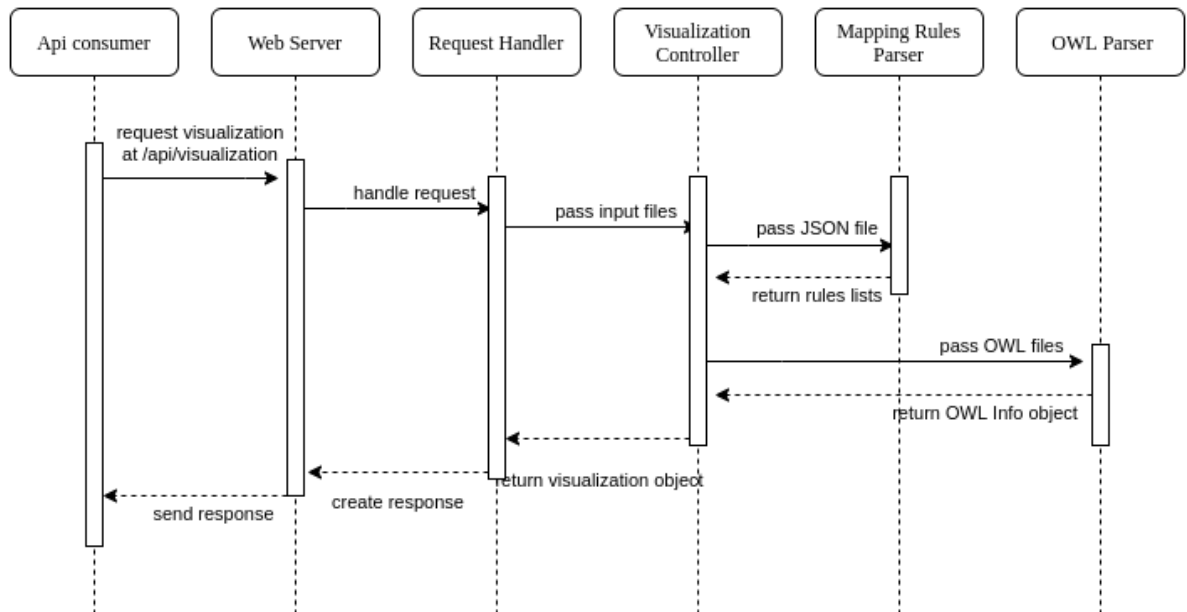 Api consumer
Web Server
Request Handler
Visualization
Controller
Mapping Rules
Parser
OWL Parser
request visualization
at /api/visualization
handle request
pass input files
pass JSON file
return rules lists
pass OWL files
return OWL Info object
return visualization object
create response
send response